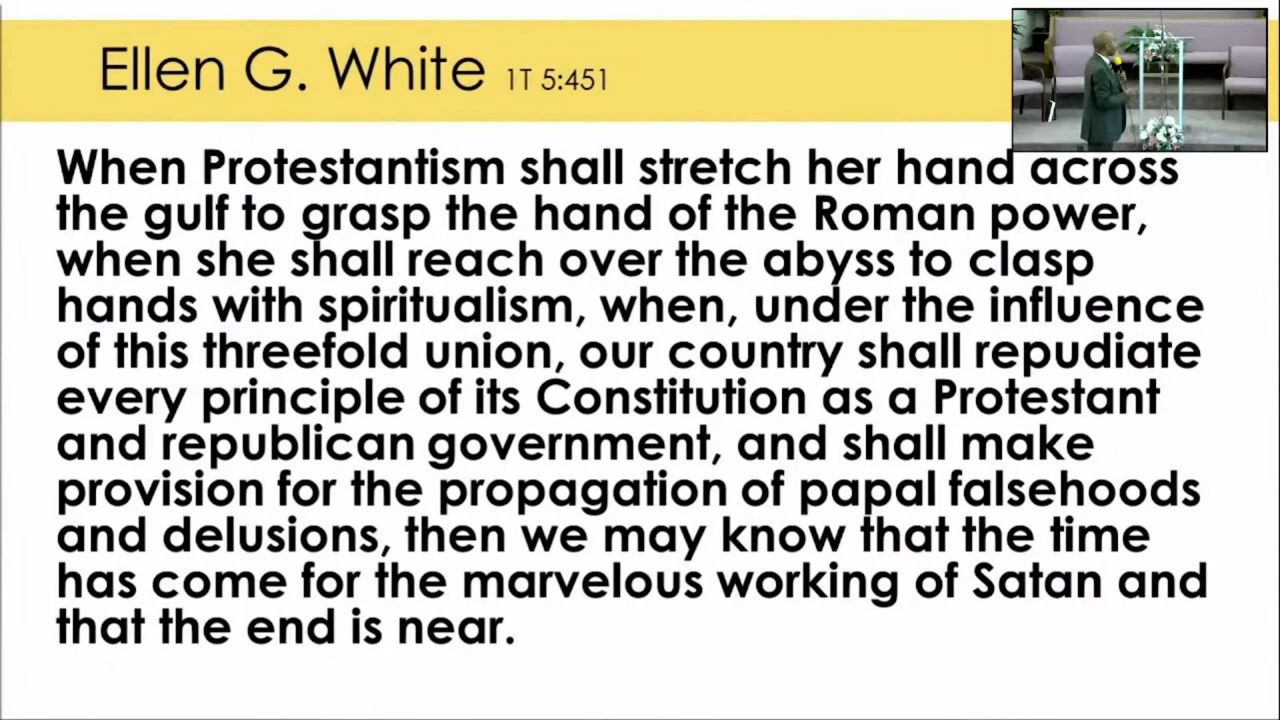 Ellen G. White 1T 5:451
When Protestantism shall stretch her hand across
the gulf to grasp the hand of the Roman power,
when she shall reach over the abyss to clasp
hands with spiritualism, when, under the influence
of this threefold union, our country shall repudiate
every principle of its Constitution as a Protestant
and republican government, and shall make
provision for the propagation of papal falsehoods
and delusions, then we may know that the time
has come for the marvelous working of Satan and
that the end is near.